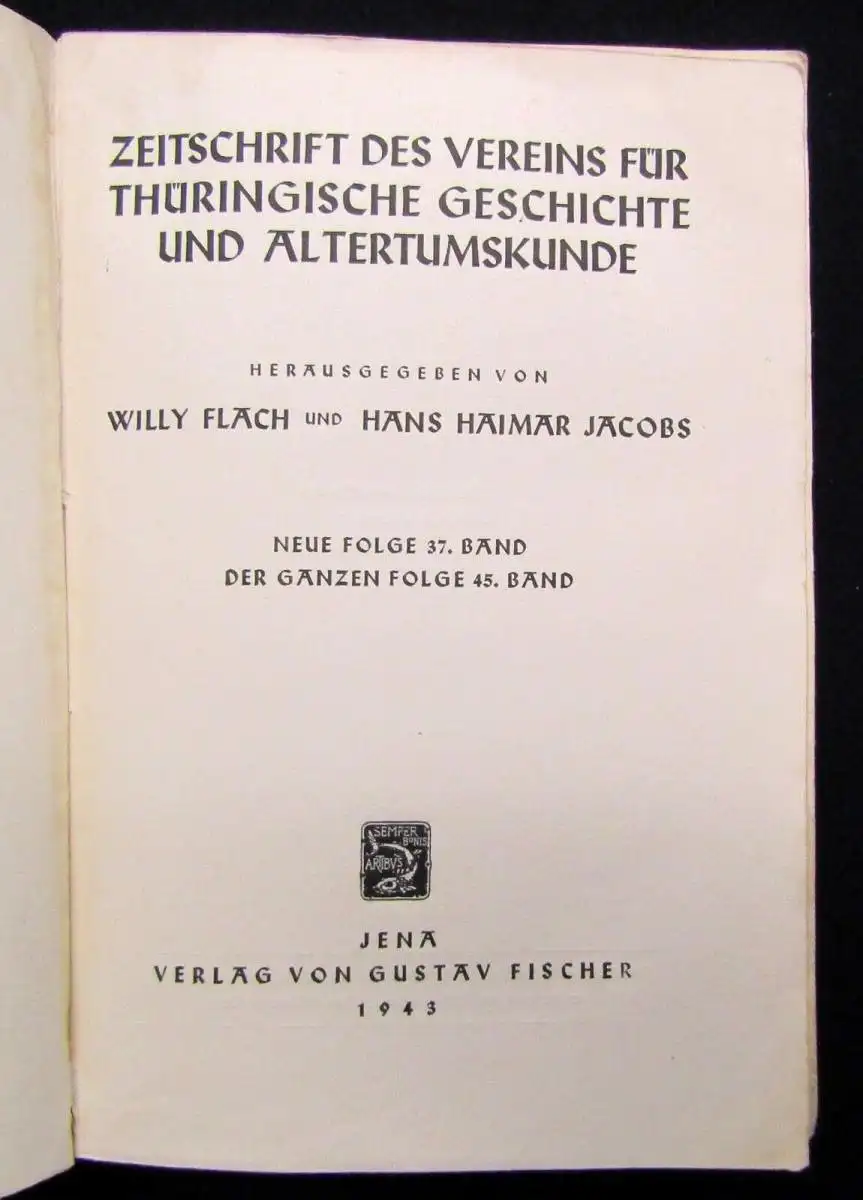 ZEITSCHRIFT DES VEREINS FÜR
THÜRINGISCHE GESCHICHTE
UND ALTERTUMSKUNDE
HERAUSGEGEBEN VON
WILLY FLACH UND HANS HAIMAR JACOBS
NEUE FOLGE 37. BAND
DER GANZEN FOLGE 45. BAND
SEMPER
BONIS
ARTIBVS
JENA
VERLAG VON GUSTAV FISCHER
1943